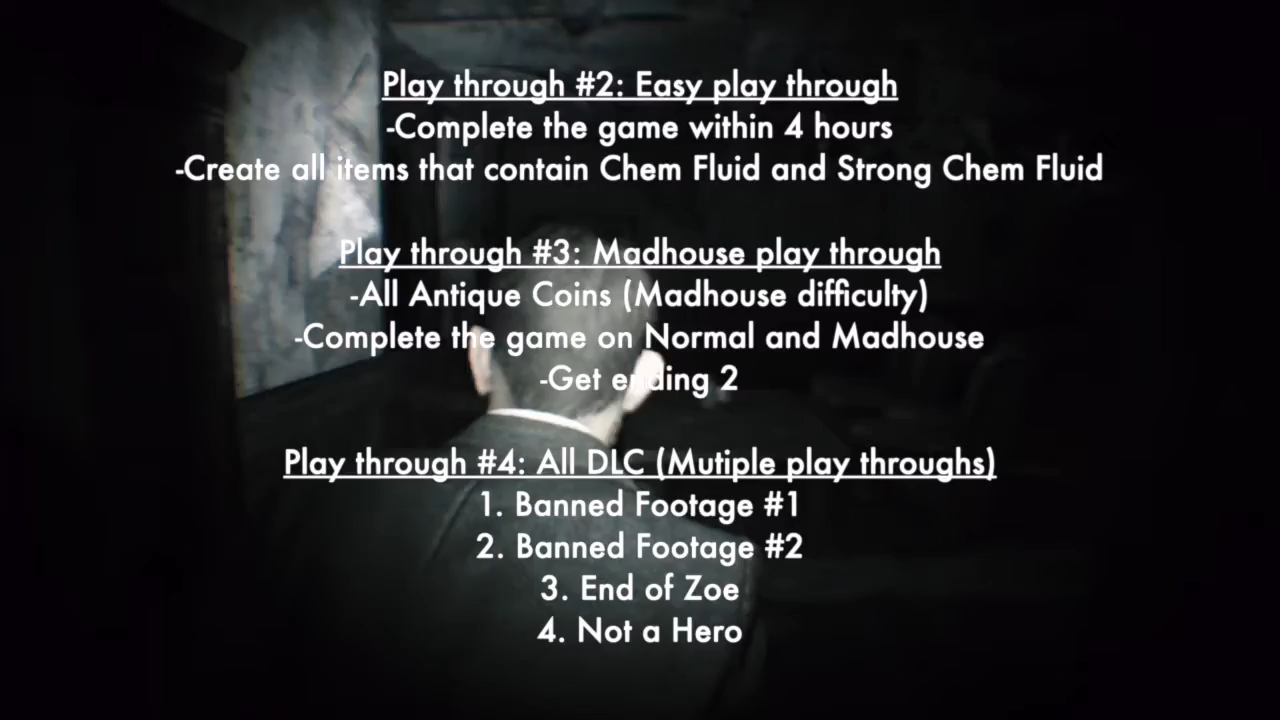 Play through #2: Easy play through
-Complete the game within 4 hours
-Create all items that contain Chem Fluid and Strong Chem Fluid
Play through #3: Madhouse play through
-All Antique Coins (Madhouse difficulty)
-Complete the game on Normal and Madhouse
-Get ending 2
Play through #4: All DLC (Mutiple play throughs)
1. Banned Footage #1
2. Banned Footage #2
3. End of Zoe
4. Not a Hero